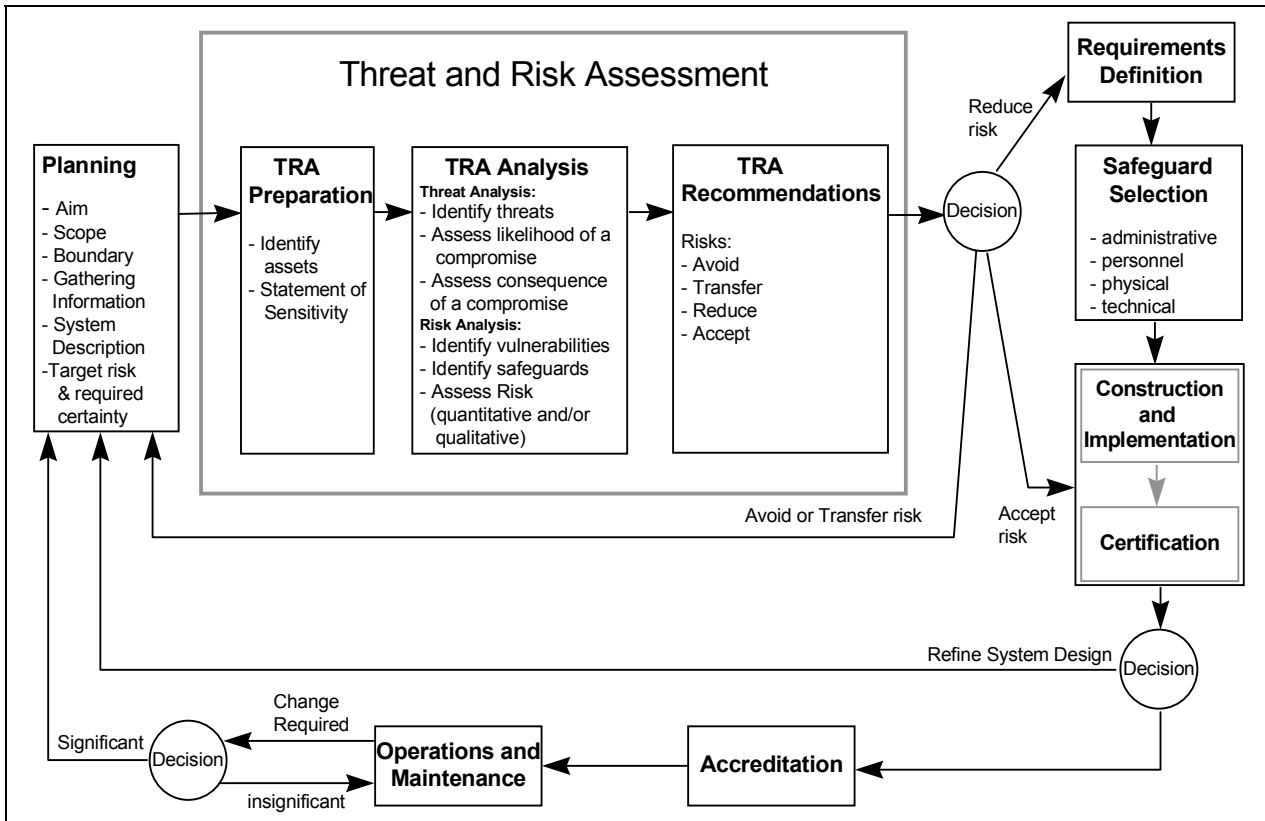 Threat and Risk Assessment
Planning
- Aim
- Scope
- Boundary
- Gathering
Information
- System
Description
-Target risk
& required
certainty
TRA
Preparation
- Identify
assets
- Statement of
Sensitivity
TRA Analysis
Threat Analysis:
- Identify threats
- Assess likelihood of a
compromise
- Assess consequence
of a compromise
Risk Analysis:
- Identify vulnerabilities
- Identify safeguards
- Assess Risk
(quantitative and/or
qualitative)
TRA
Recommendations
Risks:
- Avoid
- Transfer
- Reduce
- Accept
Decision
Reduce
risk
Requirements
Definition
Safeguard
Selection
- administrative
- personnel
- physical
- technical
Construction
and
Implementation
Certification
Accept
risk
Avoid or Transfer risk
Decision
Refine System Design
Accreditation
Operations and
Maintenance
Change
Required
Decision
Significant
insignificant